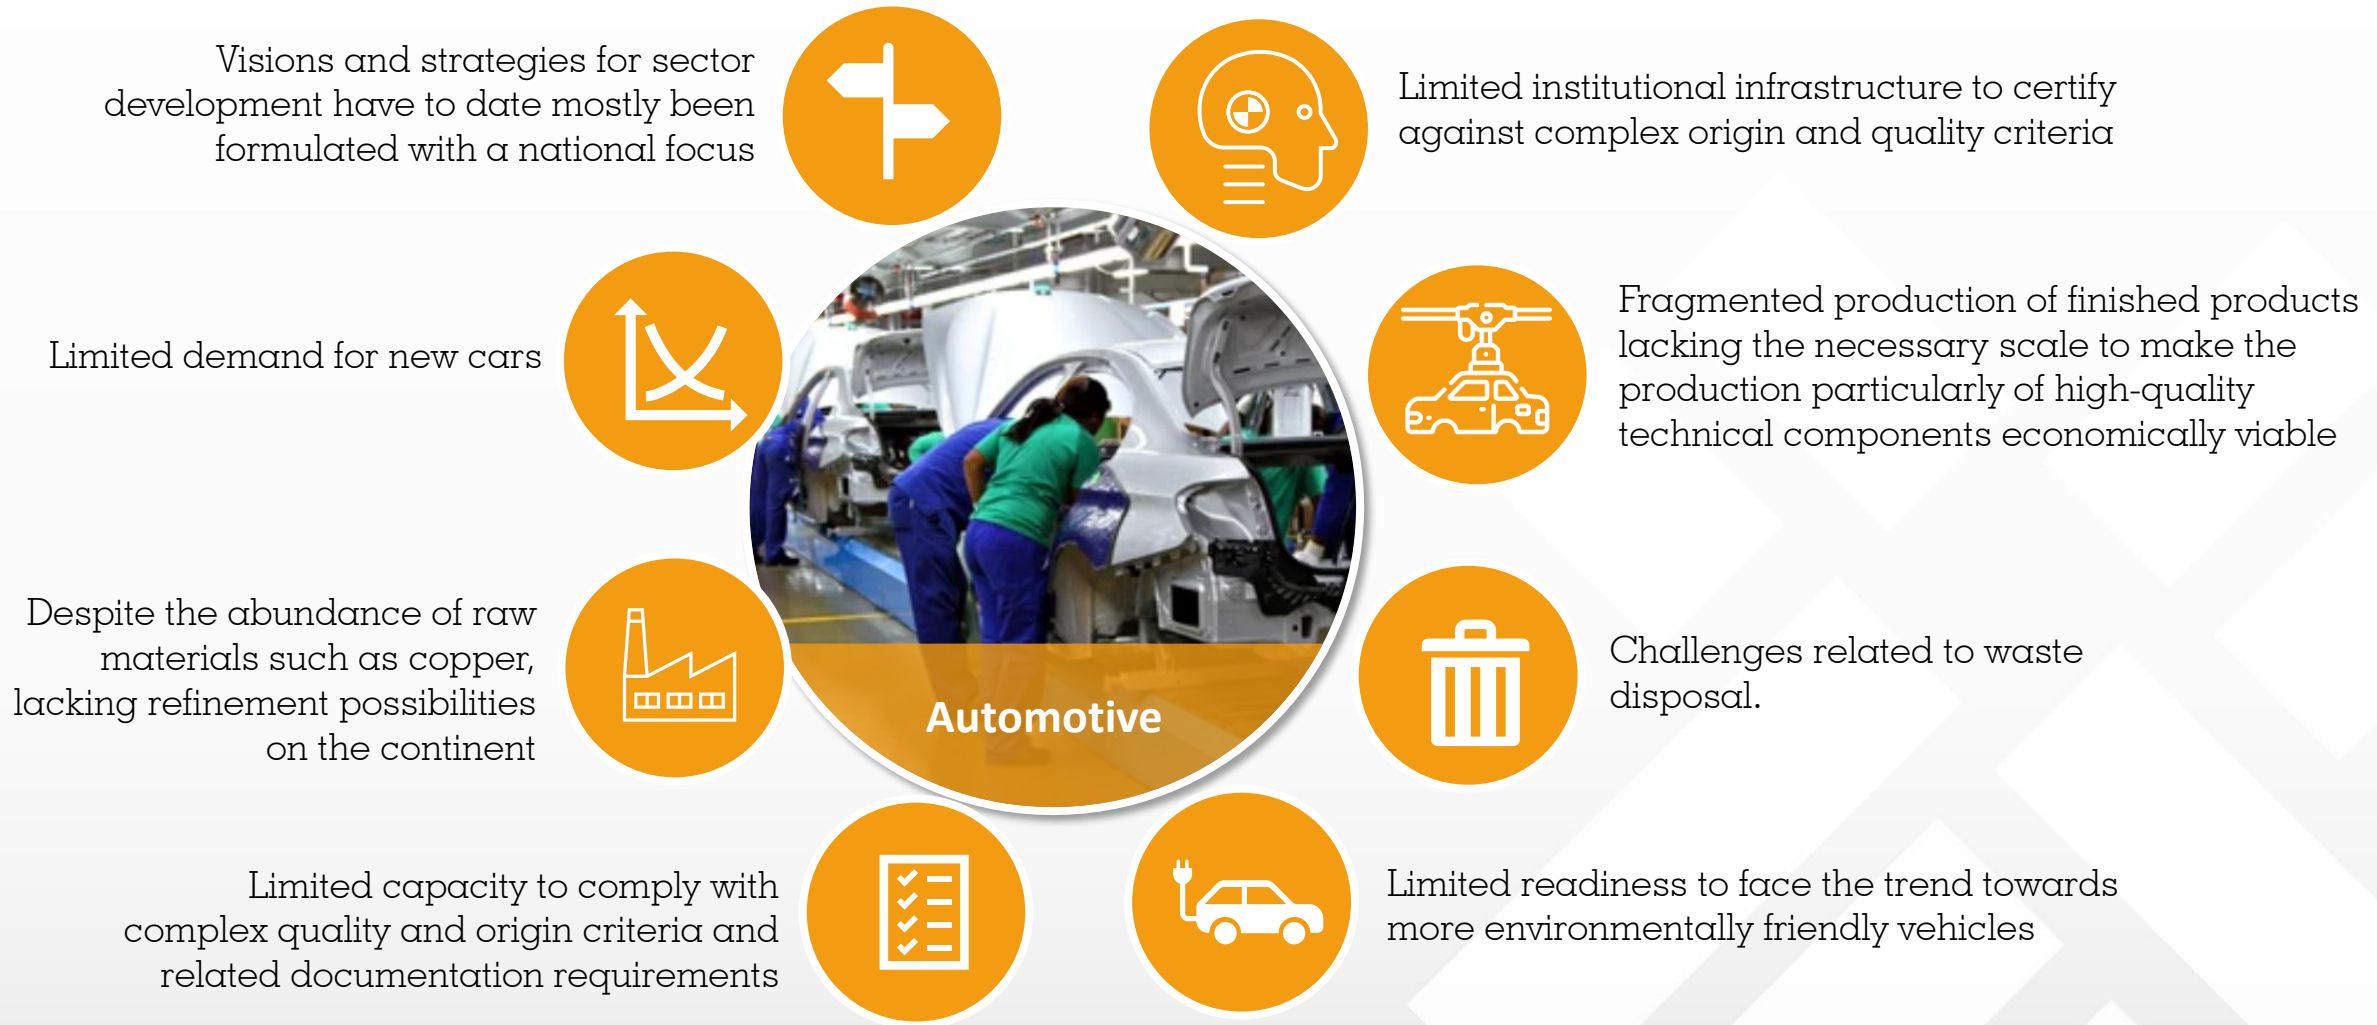 Visions and strategies for sector
development have to date mostly been
formulated with a national focus
Limited institutional infrastructure to certify
against complex origin and quality criteria
Limited demand for new cars
Fragmented production of finished products
lacking the necessary scale to make the
production particularly of high-quality
technical components economically viable
Despite the abundance of raw
materials such as copper,
lacking refinement possibilities
on the continent
Automotive
Challenges related to waste
disposal.
Limited capacity to comply with
complex quality and origin criteria and
related documentation requirements
Limited readiness to face the trend towards
more environmentally friendly vehicles